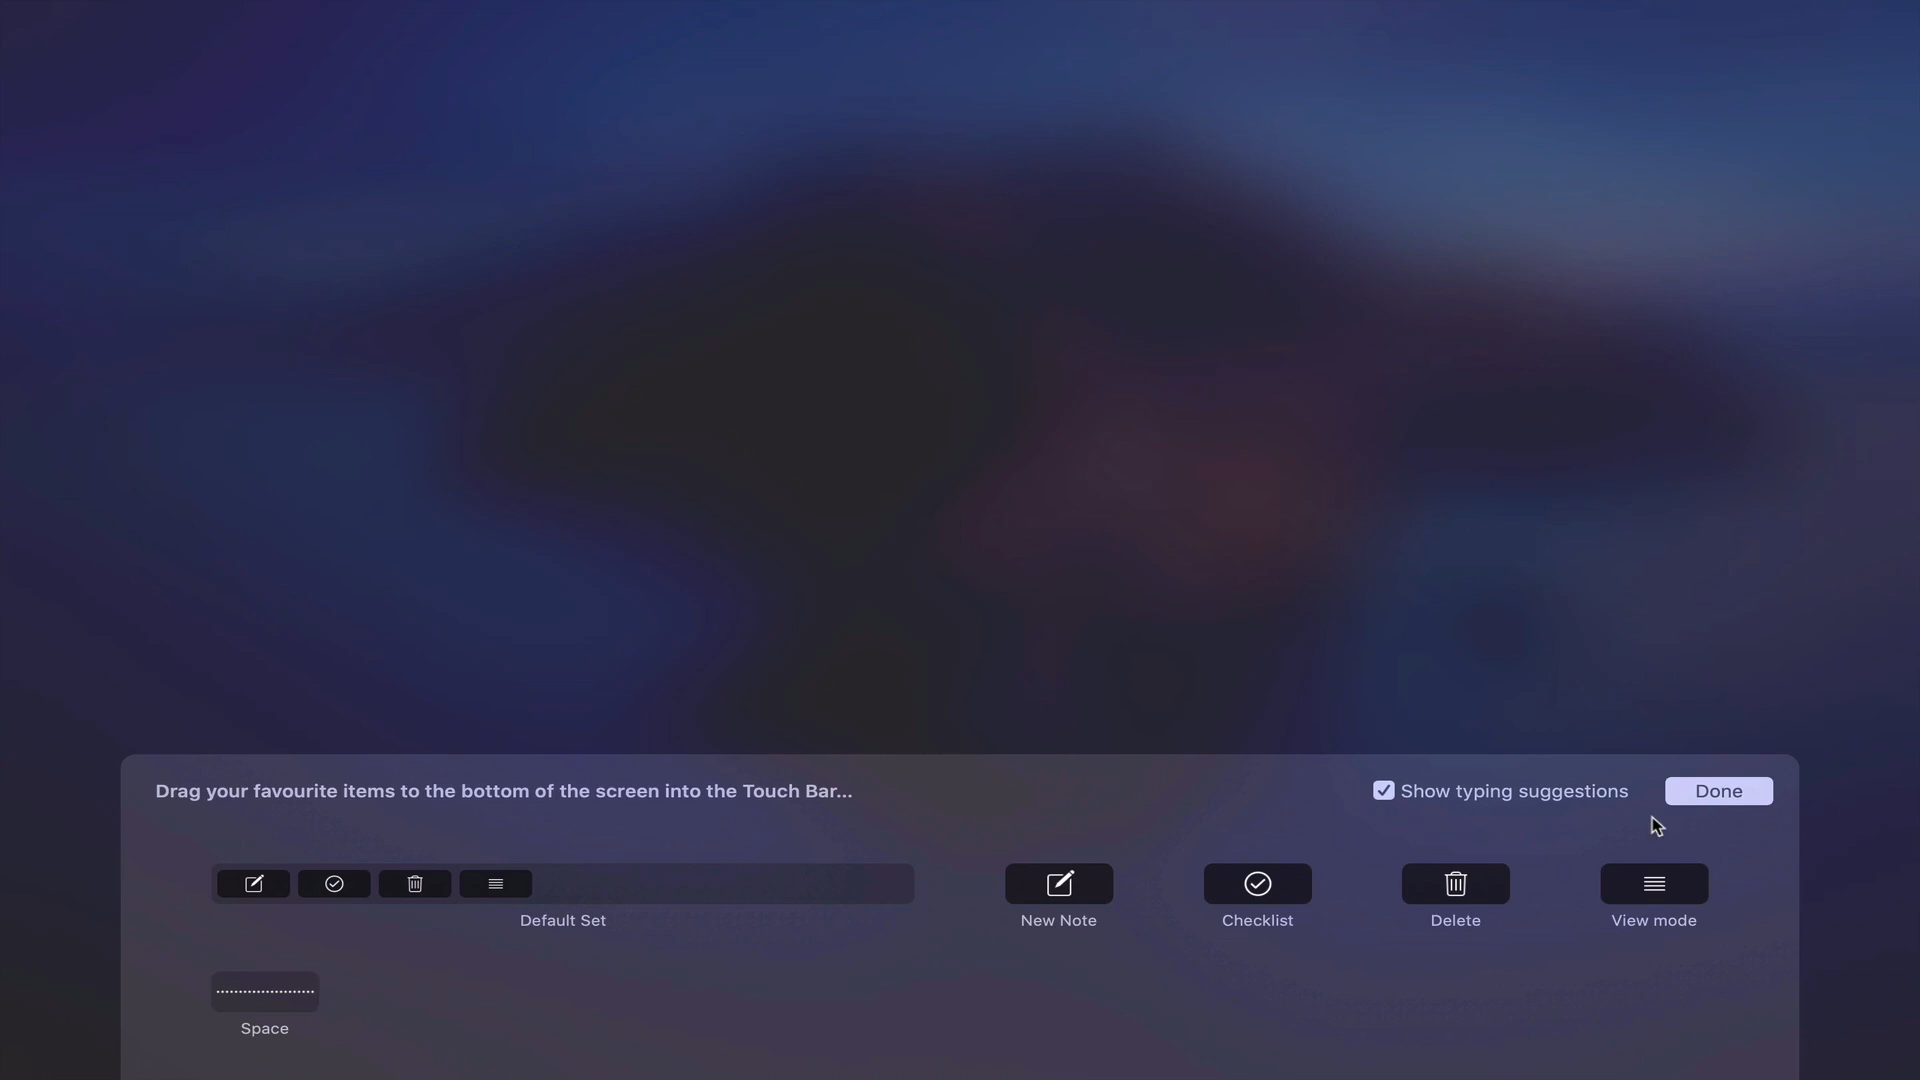 Drag your favourite items to the bottom of the screen into the Touch Bar...
Show typing suggestions
Done
Default Set
New Note
Checklist
Delete
View mode
Space